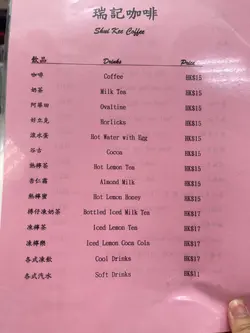 瑞記咖啡
Shui Kee Coffee
飲品 Drinks Price
咖啡 Coffee HK$15
奶茶 Milk Tea HK$15
阿華田 Ovaltine HK$15
好立克 Horlicks HK$15
滾水蛋 Hot Water with Egg HK$15
谷古 Cocoa HK$15
熱檸茶 Hot Lemon Tea HK$15
杏仁霜 Almond Milk HK$16
熱檸蜜 Hot Lemon Honey HK$15
樽仔凍奶茶 Bottled Iced Milk Tea HK$17
凍檸茶 Iced Lemon Tea HK$17
凍檸樂 Iced Lemon Coca Cola HK$17
各式凍飲 Cool Drinks HK$17
各式汽水 Soft Drinks HK$11